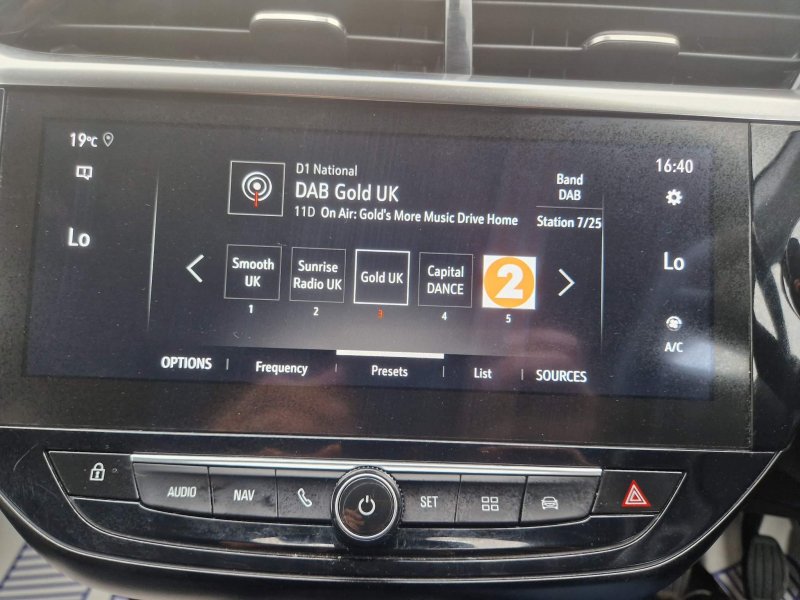 19°C
16:40
D1 National
DAB Gold UK
11D On Air: Gold's More Music Drive Home
Band
DAB
Station 7/25
Lo
Lo
Smooth
UK
Sunrise
Radio UK
Gold UK
Capital
DANCE
2
1
2
3
4
5
A/C
OPTIONS
Frequency
Presets
List
SOURCES
AUDIO
NAV
SET